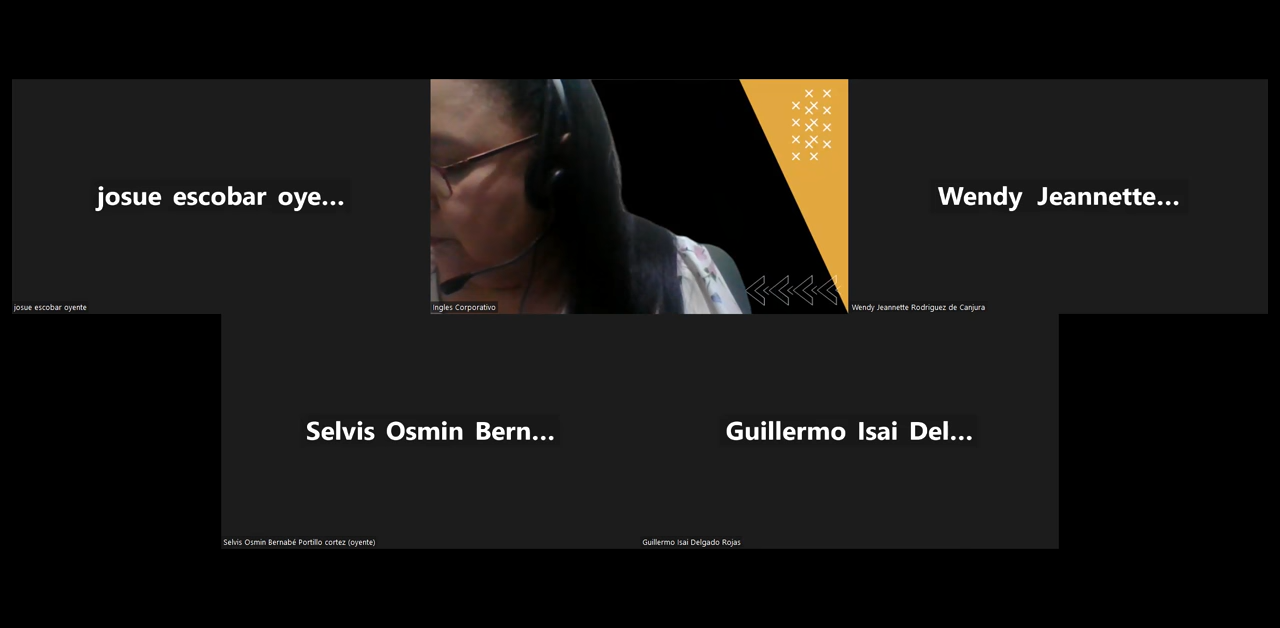 josue escobar oye...
Wendy Jeannette...
josue escobar oyente
Ingles Corporativo
Wendy Jeannette Rodriguez de Canjura
Selvis Osmin Bern...
Guillermo Isai Del...
Selvis Osmin Bernabé Portillo cortez (oyente)
Guillermo Isai Delgado Rojas